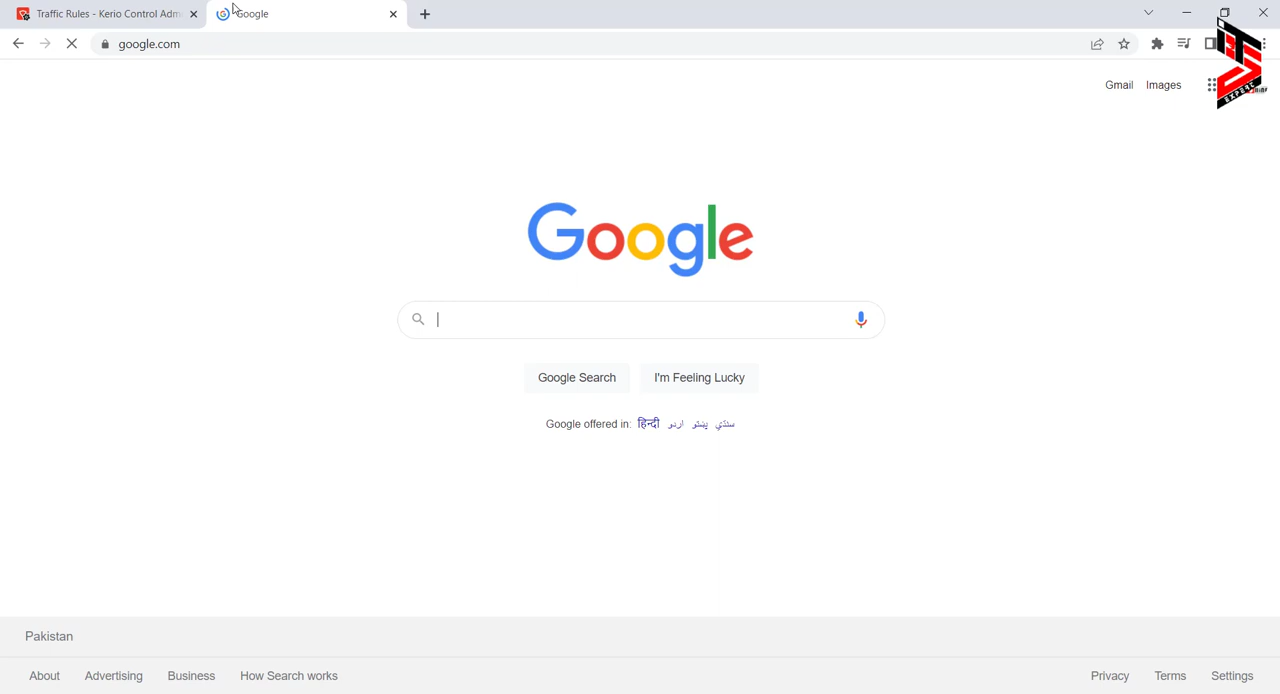 Traffic Rules - Kerio Control Adm
Google
google.com
Gmail
Images
Google
Google Search
I'm Feeling Lucky
Google offered in: हिन्दी اردو پښتو سنڌي
Pakistan
About
Advertising
Business
How Search works
Privacy
Terms
Settings